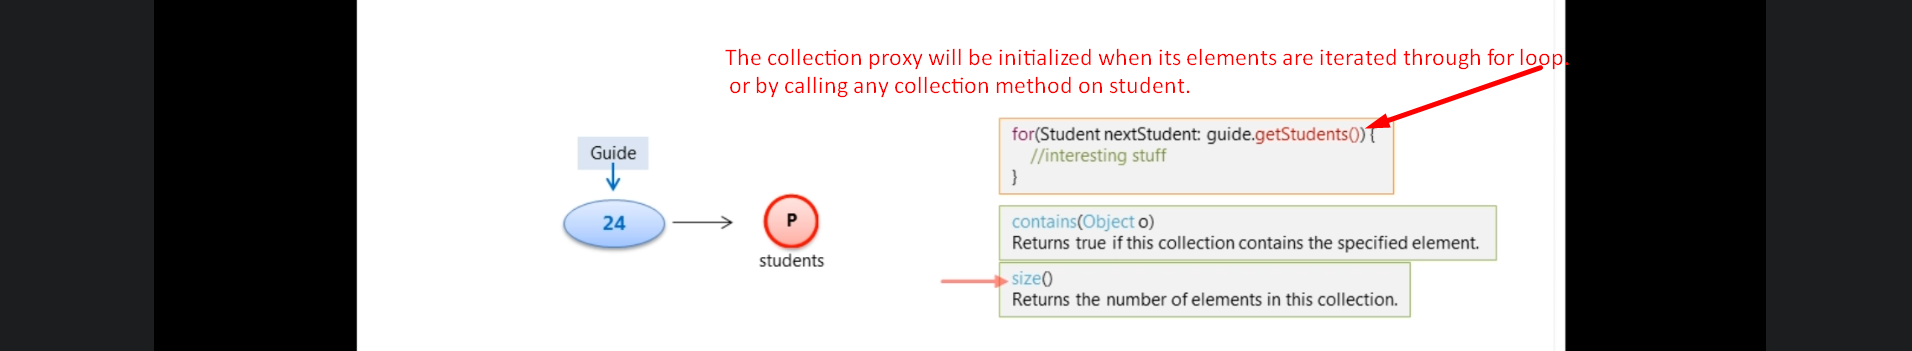 The collection proxy will be initialized when its elements are iterated through for loop.
or by calling any collection method on student.
Guide
24
P
students
for(Student nextStudent: guide.getStudents()) {
//interesting stuff
}
contains(Object o)
Returns true if this collection contains the specified element.
size()
Returns the number of elements in this collection.